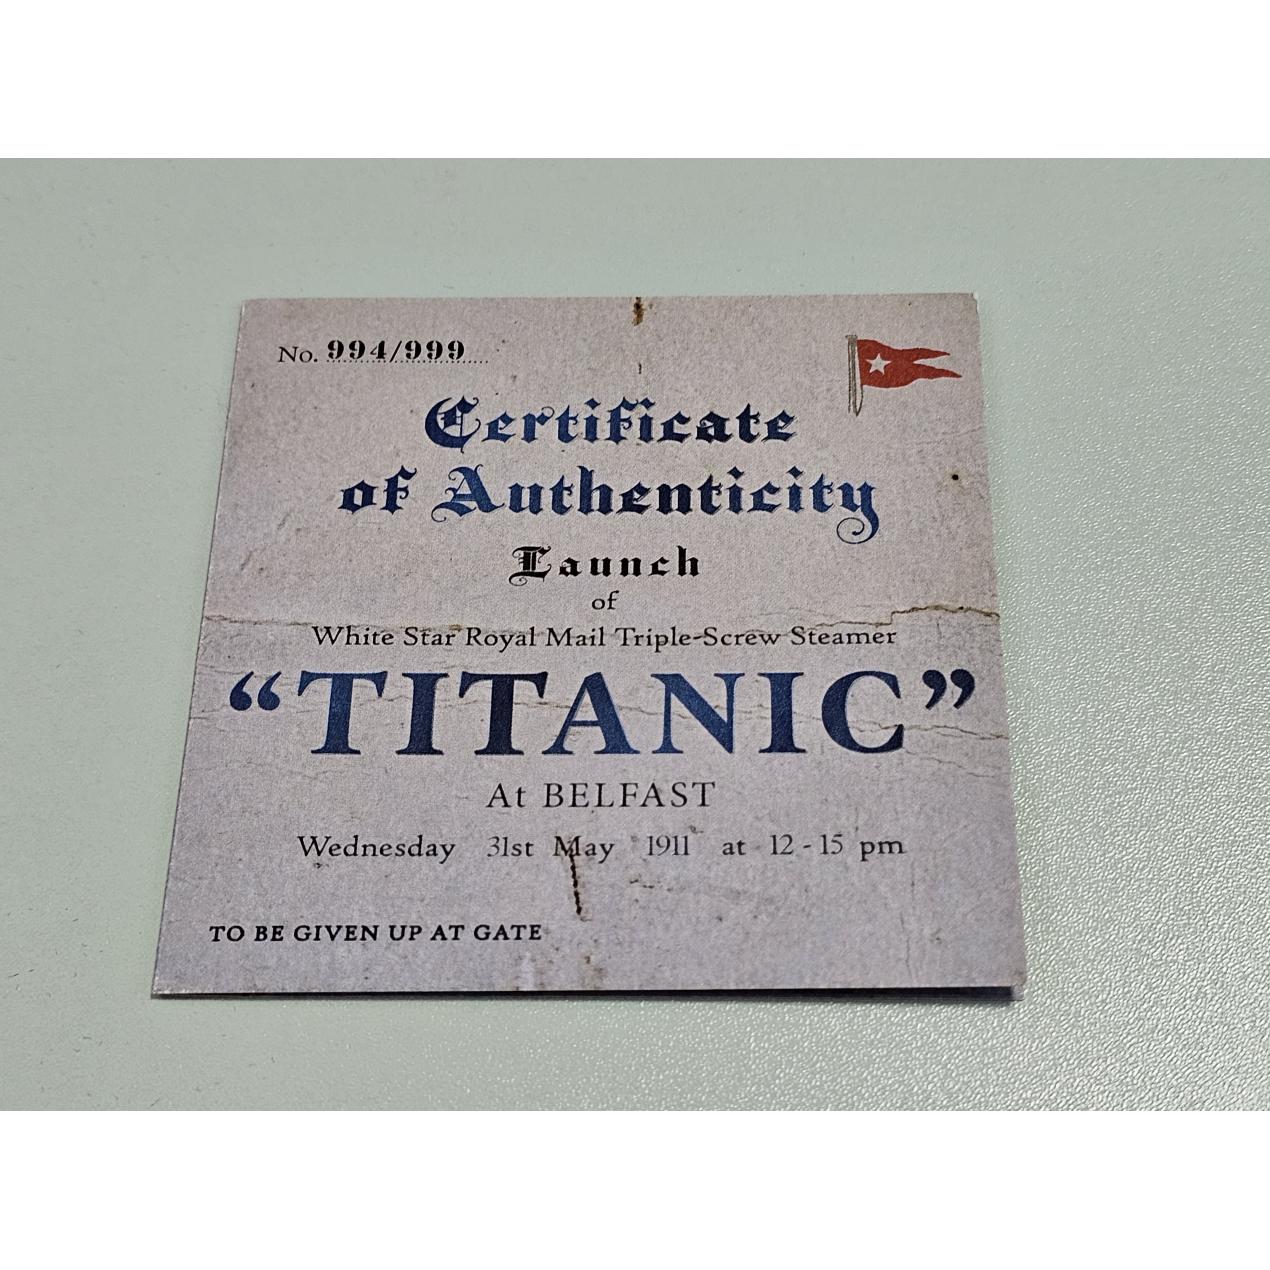 No. 994/999
Certificate
of Authenticity
Launch
of
White Star Royal Mail Triple-Screw Steamer
“TITANIC”
At BELFAST
Wednesday 31st May 1911 at 12-15 pm
TO BE GIVEN UP AT GATE